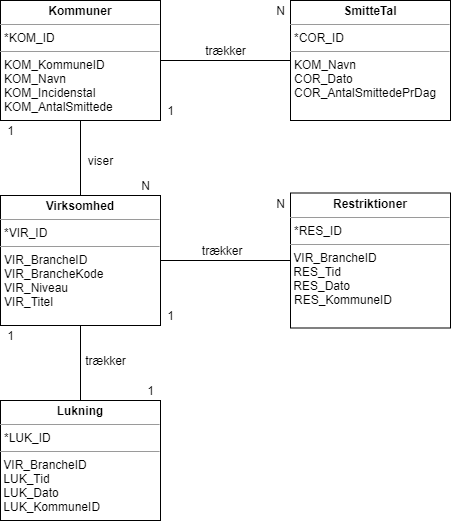 Kommuner
*KOM_ID
KOM_KommuneID
KOM_Navn
KOM_Incidenstal
KOM_AntalSmittede
trækker
N
1
SmitteTal
*COR_ID
KOM_Navn
COR_Dato
COR_AntalSmittedePrDag
1
viser
N
Virksomhed
*VIR_ID
VIR_BrancheID
VIR_BrancheKode
VIR_Niveau
VIR_Titel
trækker
N
1
Restriktioner
*RES_ID
VIR_BrancheID
RES_Tid
RES_Dato
RES_KommuneID
1
trækker
1
Lukning
*LUK_ID
VIR_BrancheID
LUK_Tid
LUK_Dato
LUK_KommuneID